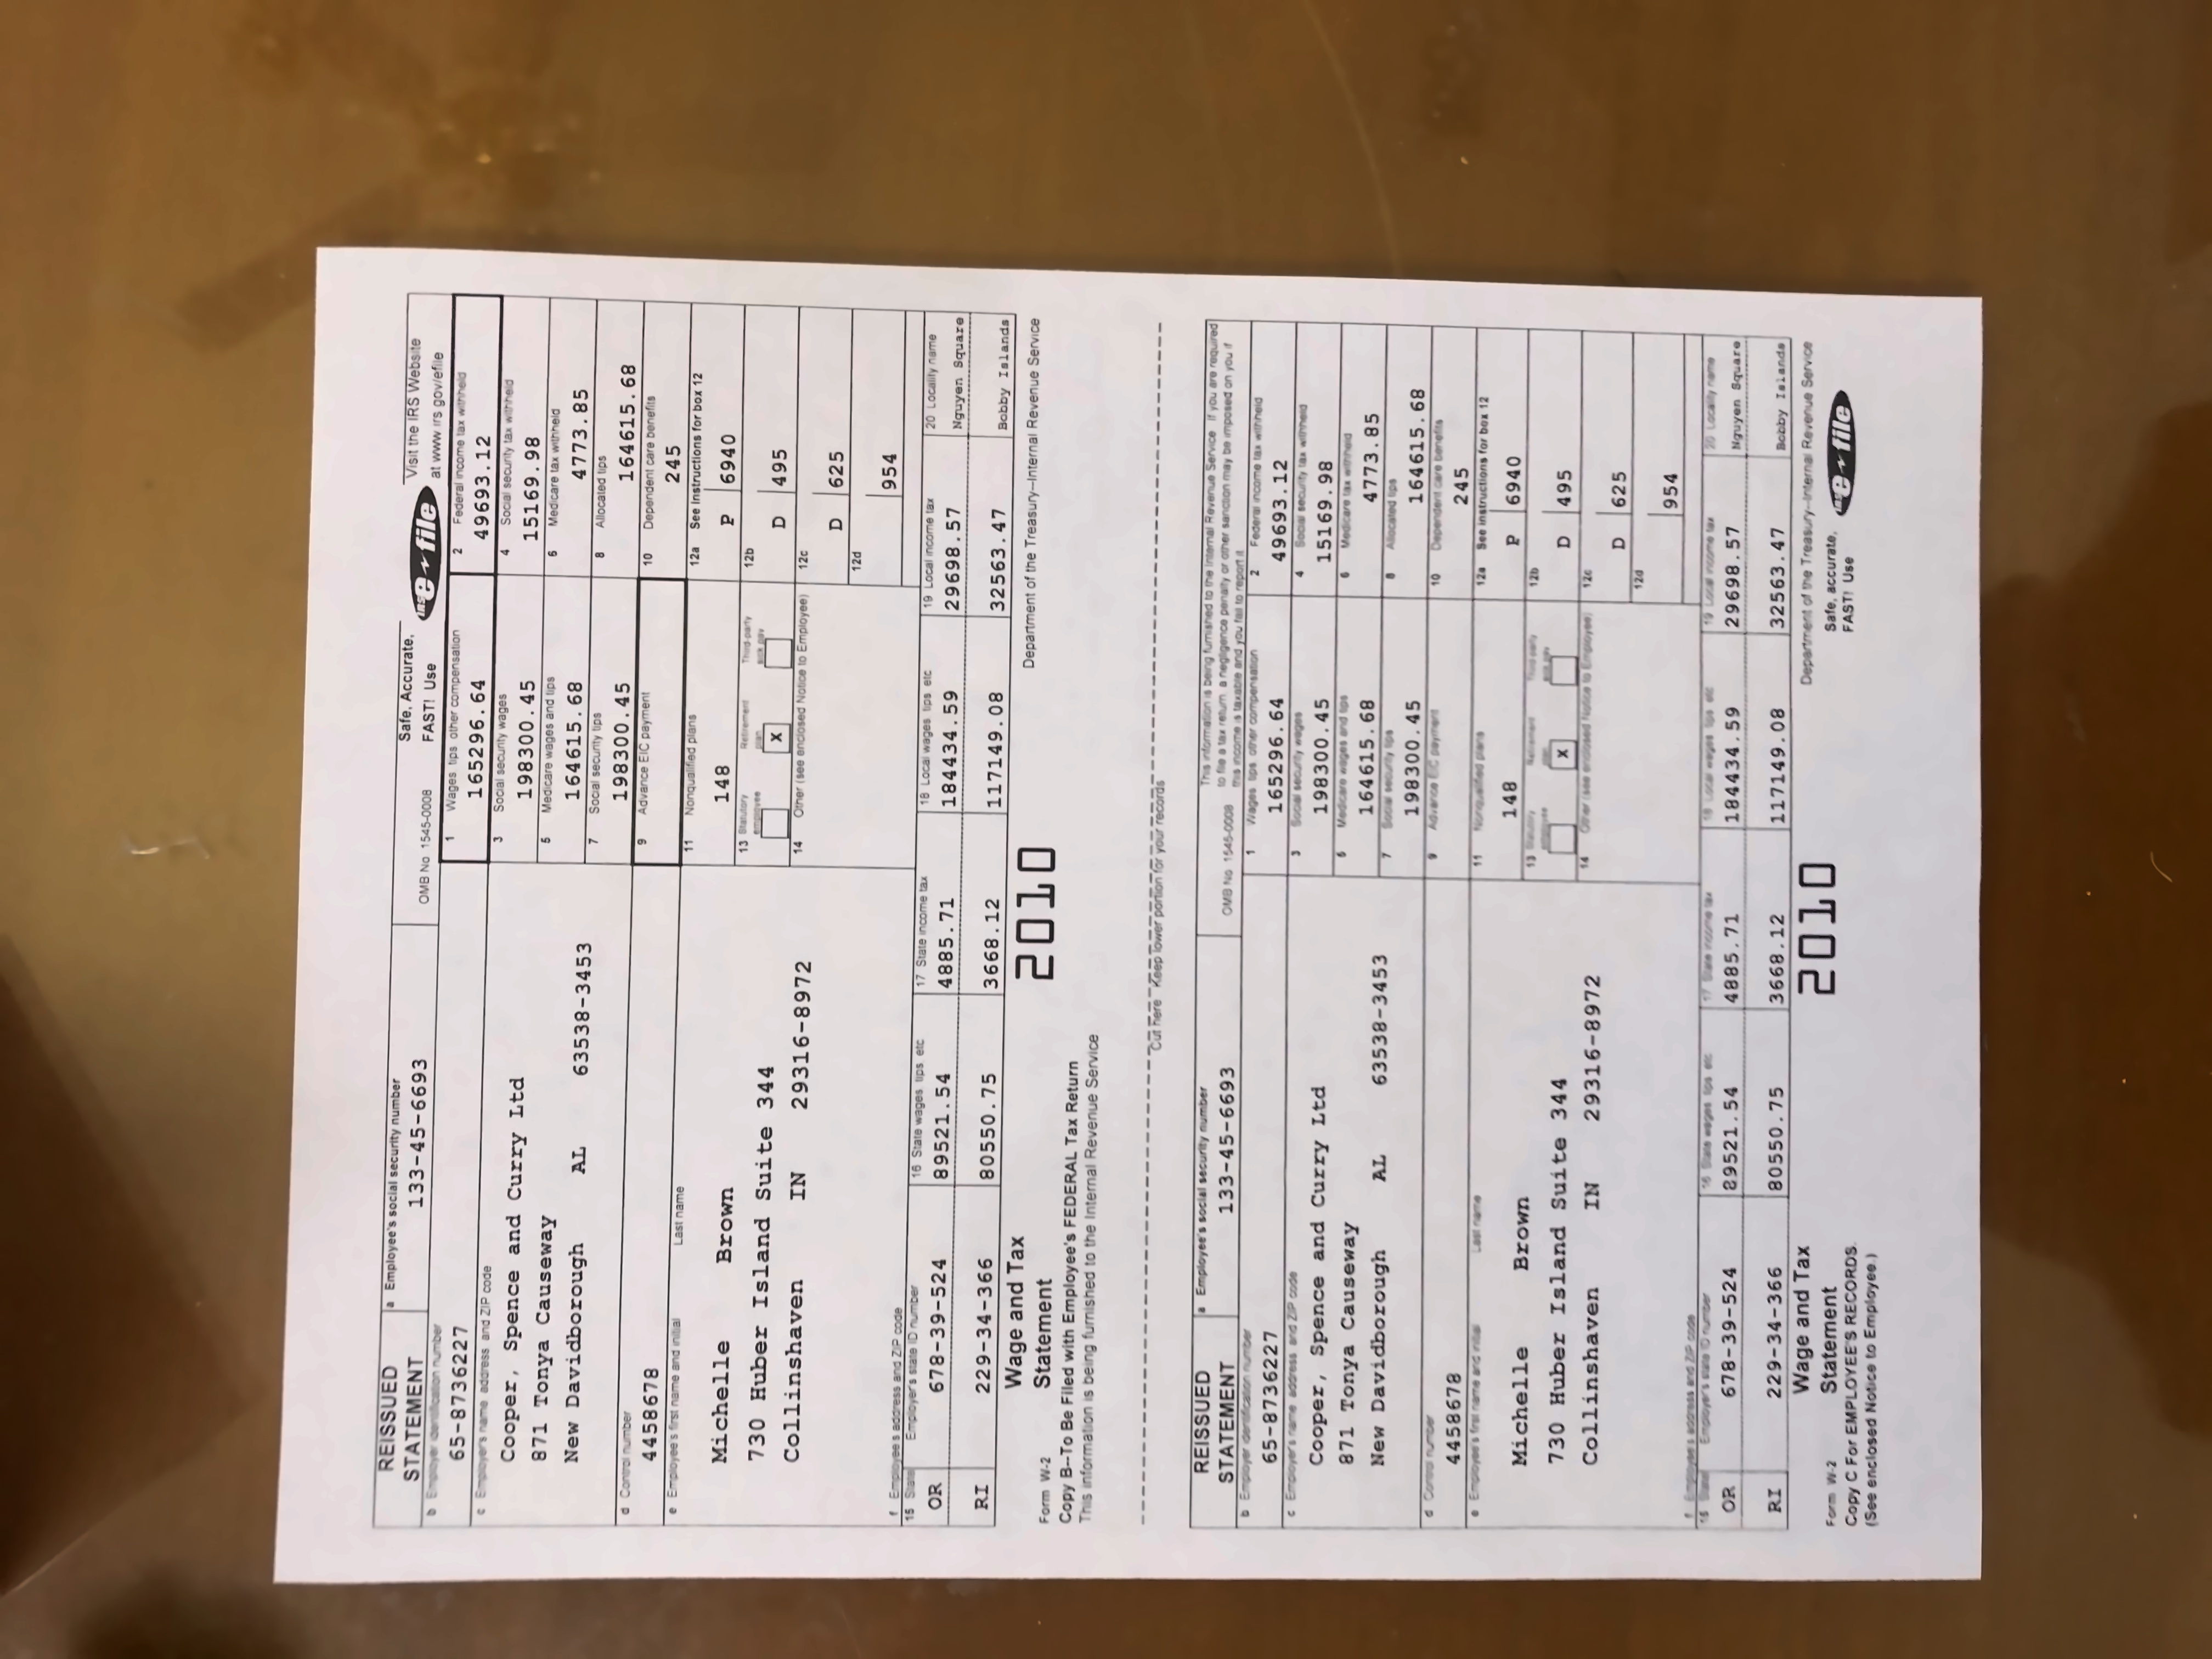 REISSUED STATEMENT
a Employee's social security number
133-45-6693
OMB No 1545-0008
Safe, Accurate,
FAST! Use
IRS e~file
Visit the IRS Website
at www irs gov/efile
b Employer identification number
65-8736227
1 Wages tips other compensation
165296.64
2 Federal income tax withheld
49693.12
c Employer's name address and ZIP code
Cooper, Spence and Curry Ltd
871 Tonya Causeway
New Davidborough AL 63538-3453
3 Social security wages
198300.45
4 Social security tax withheld
15169.98
5 Medicare wages and tips
164615.68
6 Medicare tax withheld
4773.85
7 Social security tips
198300.45
8 Allocated tips
164615.68
d Control number
4458678
9 Advance EIC payment
10 Dependent care benefits
245
e Employee's first name and initial Last name
Michelle Brown
730 Huber Island Suite 344
Collinshaven IN 29316-8972
11 Nonqualified plans
148
12a See Instructions for box 12
P 6940
13 Statutory employee Retirement plan Third-party sick pay
X
12b
D 495
14 Other (see enclosed Notice to Employee)
12c
D 625
12d
954
f Employee's address and ZIP code
15 State Employer's state ID number 16 State wages tips etc 17 State income tax 18 Local wages tips etc 19 Local income tax 20 Locality name
OR 678-39-524 89521.54 4885.71 184434.59 29698.57 Nguyen Square
RI 229-34-366 80550.75 3668.12 117149.08 32563.47 Bobby Islands
Wage and Tax
Form W-2 Statement
2010
Department of the Treasury—Internal Revenue Service
Copy B—To Be Filed with Employee's FEDERAL Tax Return
This information is being furnished to the Internal Revenue Service
Cut here Keep lower portion for your records
REISSUED STATEMENT
a Employee's social security number
133-45-6693
OMB No 1545-0008
This information is being furnished to the Internal Revenue Service If you are required
to file a tax return, a negligence penalty or other sanction may be imposed on you if
this income is taxable and you fail to report it
b Employer identification number
65-8736227
1 Wages tips other compensation
165296.64
2 Federal income tax withheld
49693.12
c Employer's name address and ZIP code
Cooper, Spence and Curry Ltd
871 Tonya Causeway
New Davidborough AL 63538-3453
3 Social security wages
198300.45
4 Social security tax withheld
15169.98
5 Medicare wages and tips
164615.68
6 Medicare tax withheld
4773.85
7 Social security tips
198300.45
8 Allocated tips
164615.68
d Control number
4458678
9 Advance EIC payment
10 Dependent care benefits
245
e Employee's first name and initial Last name
Michelle Brown
730 Huber Island Suite 344
Collinshaven IN 29316-8972
11 Nonqualified plans
148
12a See instructions for box 12
P 6940
13 Statutory employee Retirement plan Third-party sick pay
X
12b
D 495
14 Other (see enclosed Notice to Employee)
12c
D 625
12d
954
f Employee's address and ZIP code
15 State Employer's state ID number 16 State wages tips etc 17 State income tax 18 Local wages tips etc 19 Local income tax 20 Locality name
OR 678-39-524 89521.54 4885.71 184434.59 29698.57 Nguyen Square
RI 229-34-366 80550.75 3668.12 117149.08 32563.47 Bobby Islands
Wage and Tax
Form W-2 Statement
2010
Department of the Treasury—Internal Revenue Service
Copy C For EMPLOYEE'S RECORDS.
(See enclosed Notice to Employee.)
Safe, accurate,
FAST! Use
IRS e~file